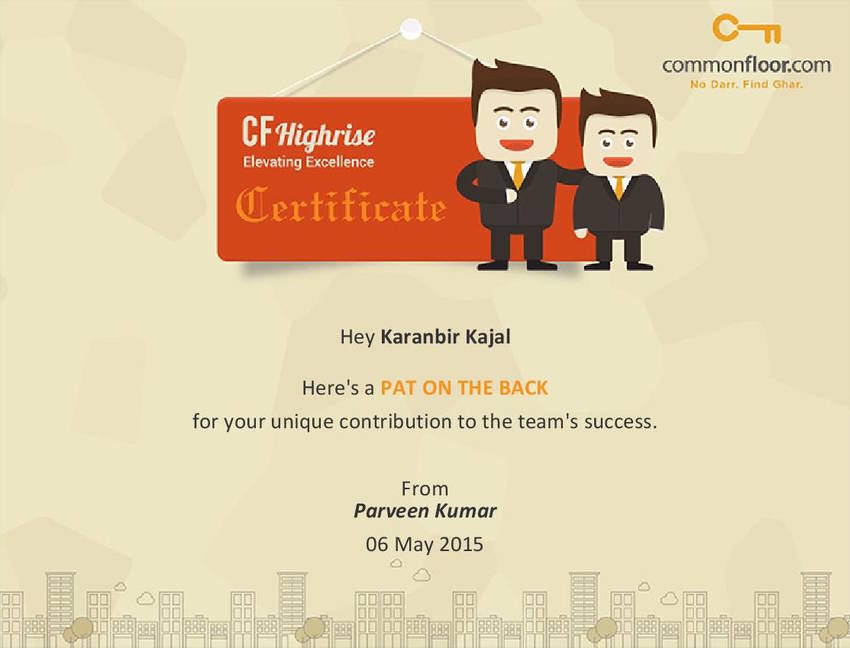 commonfloor.com
No Darr. Find Ghar.
CF Highrise
Elevating Excellence
Certificate
Hey Karanbir Kajal
Here's a PAT ON THE BACK
for your unique contribution to the team's success.
From
Parveen Kumar
06 May 2015